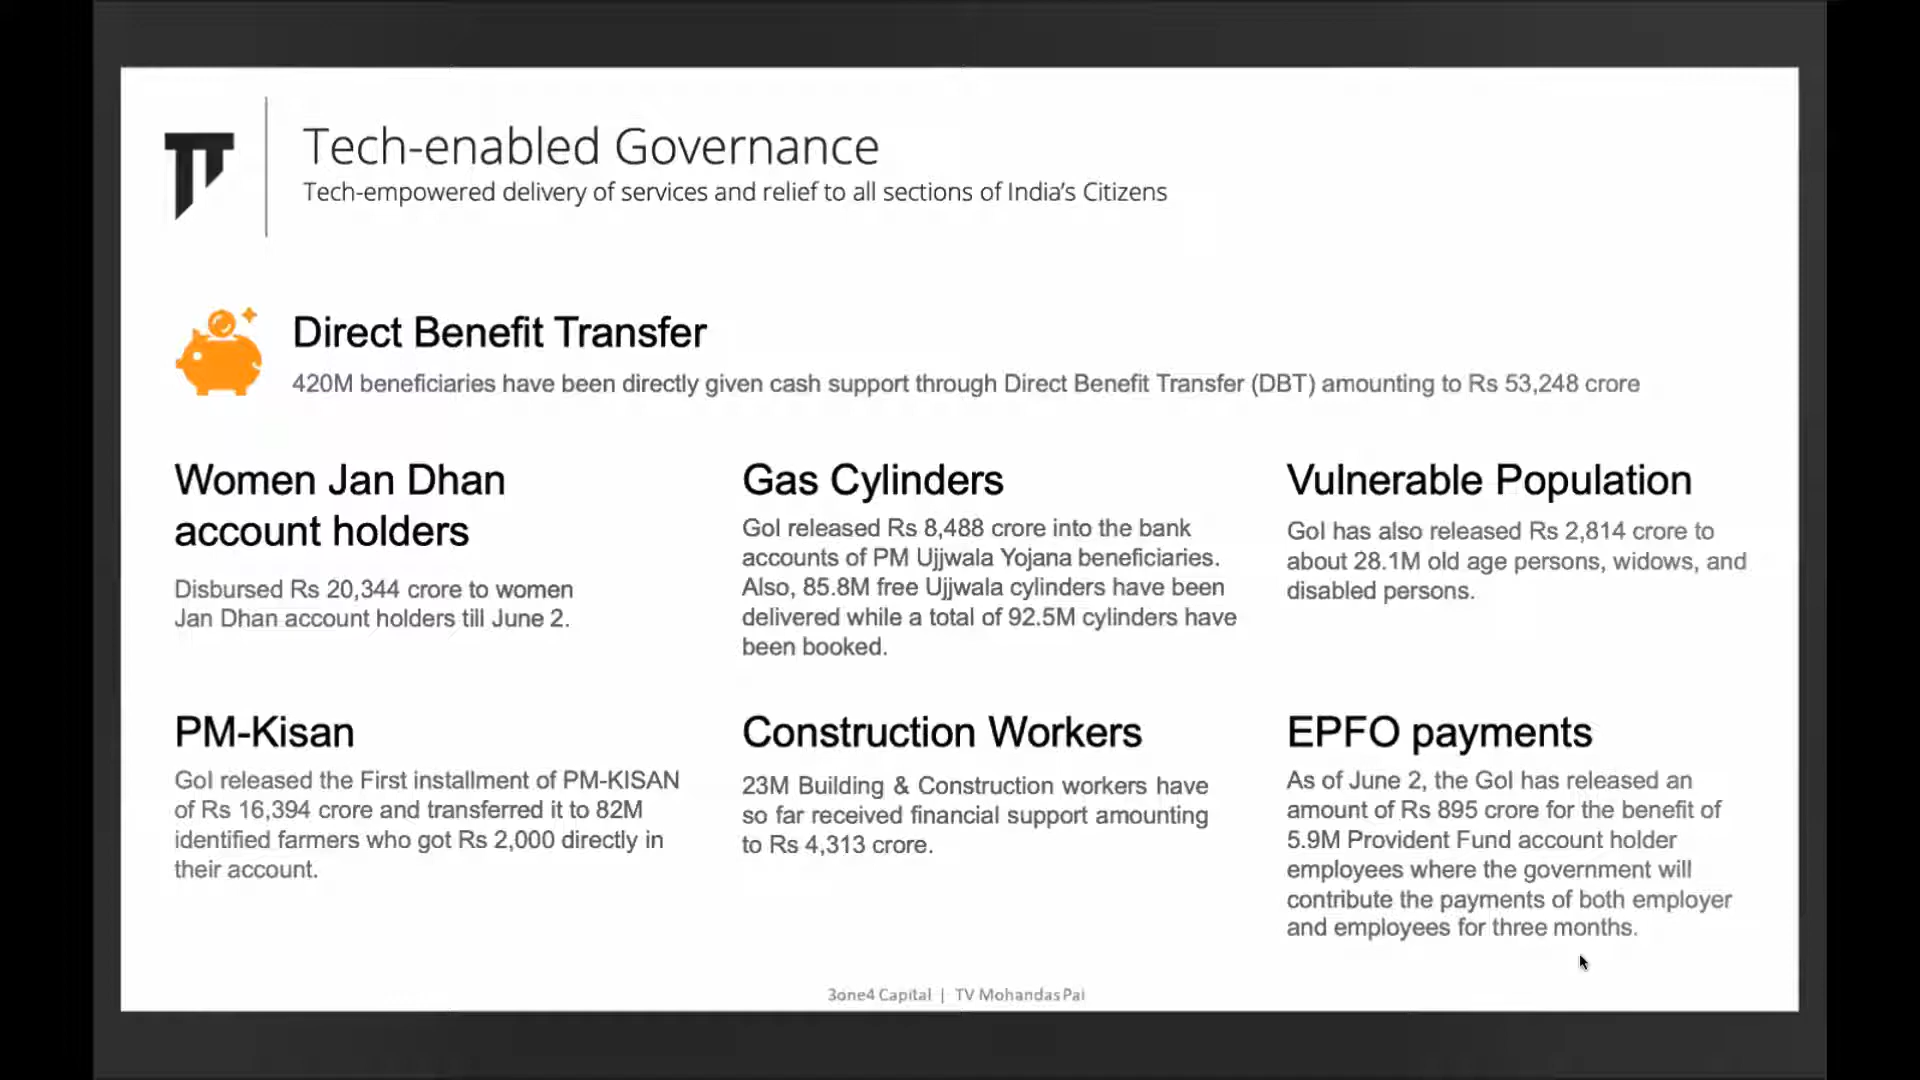 Tech-enabled Governance
Tech-empowered delivery of services and relief to all sections of India's Citizens
Direct Benefit Transfer
420M beneficiaries have been directly given cash support through Direct Benefit Transfer (DBT) amounting to Rs 53,248 crore
Women Jan Dhan
account holders
Disbursed Rs 20,344 crore to women
Jan Dhan account holders till June 2.
Gas Cylinders
GoI released Rs 8,488 crore into the bank
accounts of PM Ujjwala Yojana beneficiaries.
Also, 85.8M free Ujjwala cylinders have been
delivered while a total of 92.5M cylinders have
been booked.
Vulnerable Population
GoI has also released Rs 2,814 crore to
about 28.1M old age persons, widows, and
disabled persons.
PM-Kisan
GoI released the First installment of PM-KISAN
of Rs 16,394 crore and transferred it to 82M
identified farmers who got Rs 2,000 directly in
their account.
Construction Workers
23M Building & Construction workers have
so far received financial support amounting
to Rs 4,313 crore.
EPFO payments
As of June 2, the GoI has released an
amount of Rs 895 crore for the benefit of
5.9M Provident Fund account holder
employees where the government will
contribute the payments of both employer
and employees for three months.
3one4 Capital | TV Mohandas Pai